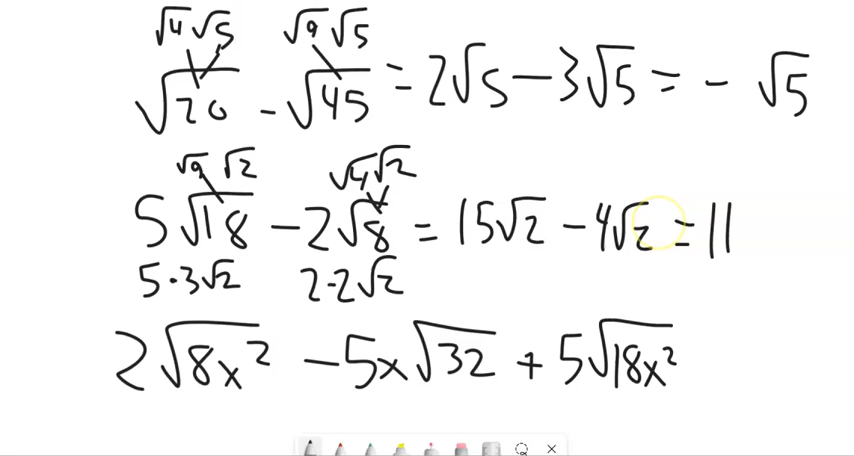 √4 √5 √9 √5
√20 - √45 = 2√5 - 3√5 = - √5
√9 √2 √4 √2
5√18 - 2√8 = 15√2 - 4√2 = 11
5·3√2 2·2√2
2√8x² - 5x√32 + 5√18x²